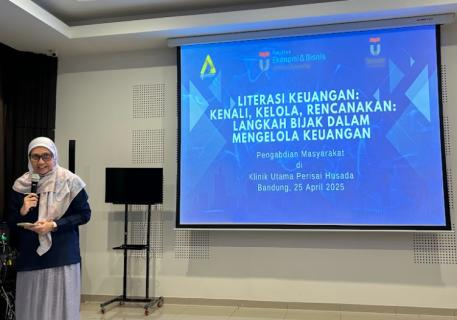 Fakultas
Ekonomi & Bisnis
LITERASI KEUANGAN:
KENALI, KELOLA, RENCANAKAN:
LANGKAH BIJAK DALAM
MENGELOLA KEUANGAN
Pengabdian Masyarakat
di
Klinik Utama Perisai Husada
Bandung, 25 April 2025